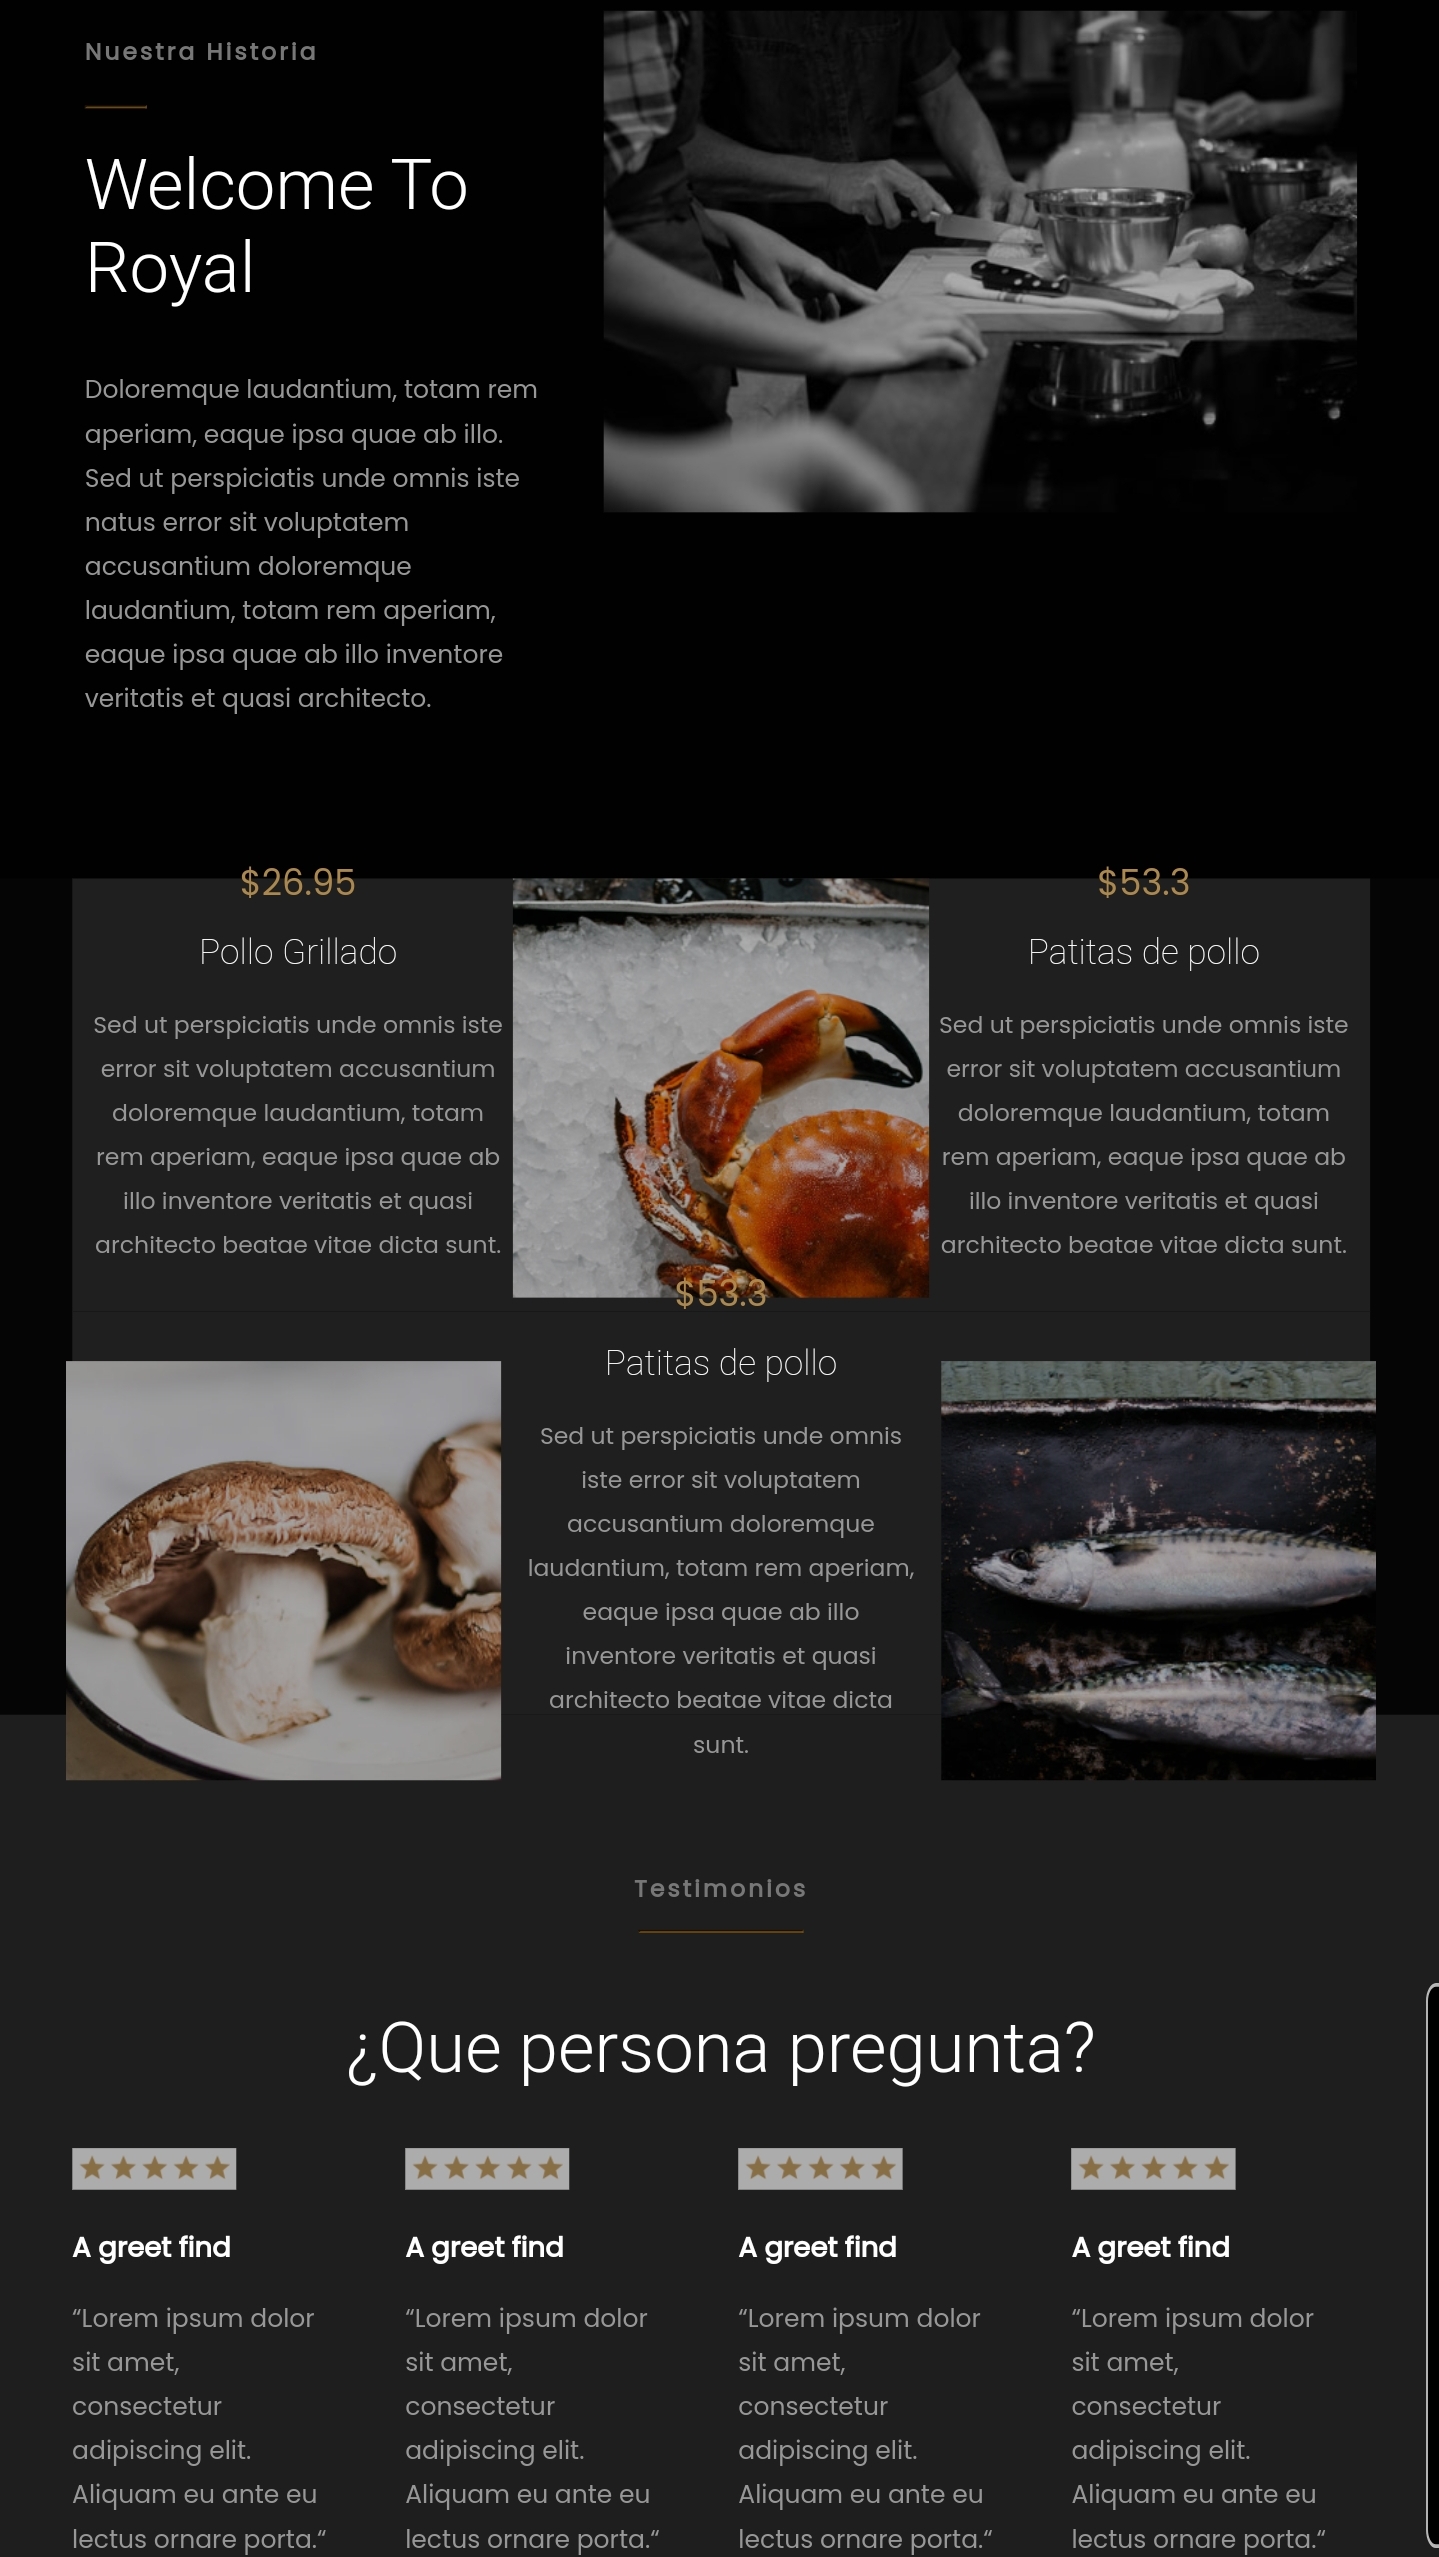 Nuestra Historia
Welcome To
Royal
Doloremque laudantium, totam rem
aperiam, eaque ipsa quae ab illo.
Sed ut perspiciatis unde omnis iste
natus error sit voluptatem
accusantium doloremque
laudantium, totam rem aperiam,
eaque ipsa quae ab illo inventore
veritatis et quasi architecto.
$26.95
Pollo Grillado
Sed ut perspiciatis unde omnis iste
error sit voluptatem accusantium
doloremque laudantium, totam
rem aperiam, eaque ipsa quae ab
illo inventore veritatis et quasi
architecto beatae vitae dicta sunt.
$53.3
Patitas de pollo
Sed ut perspiciatis unde omnis iste
error sit voluptatem accusantium
doloremque laudantium, totam
rem aperiam, eaque ipsa quae ab
illo inventore veritatis et quasi
architecto beatae vitae dicta sunt.
$53.3
Patitas de pollo
Sed ut perspiciatis unde omnis
iste error sit voluptatem
accusantium doloremque
laudantium, totam rem aperiam,
eaque ipsa quae ab illo
inventore veritatis et quasi
architecto beatae vitae dicta
sunt.
Testimonios
¿Que persona pregunta?
A greet find
“Lorem ipsum dolor
sit amet,
consectetur
adipiscing elit.
Aliquam eu ante eu
lectus ornare porta.“
A greet find
“Lorem ipsum dolor
sit amet,
consectetur
adipiscing elit.
Aliquam eu ante eu
lectus ornare porta.“
A greet find
“Lorem ipsum dolor
sit amet,
consectetur
adipiscing elit.
Aliquam eu ante eu
lectus ornare porta.“
A greet find
“Lorem ipsum dolor
sit amet,
consectetur
adipiscing elit.
Aliquam eu ante eu
lectus ornare porta.“